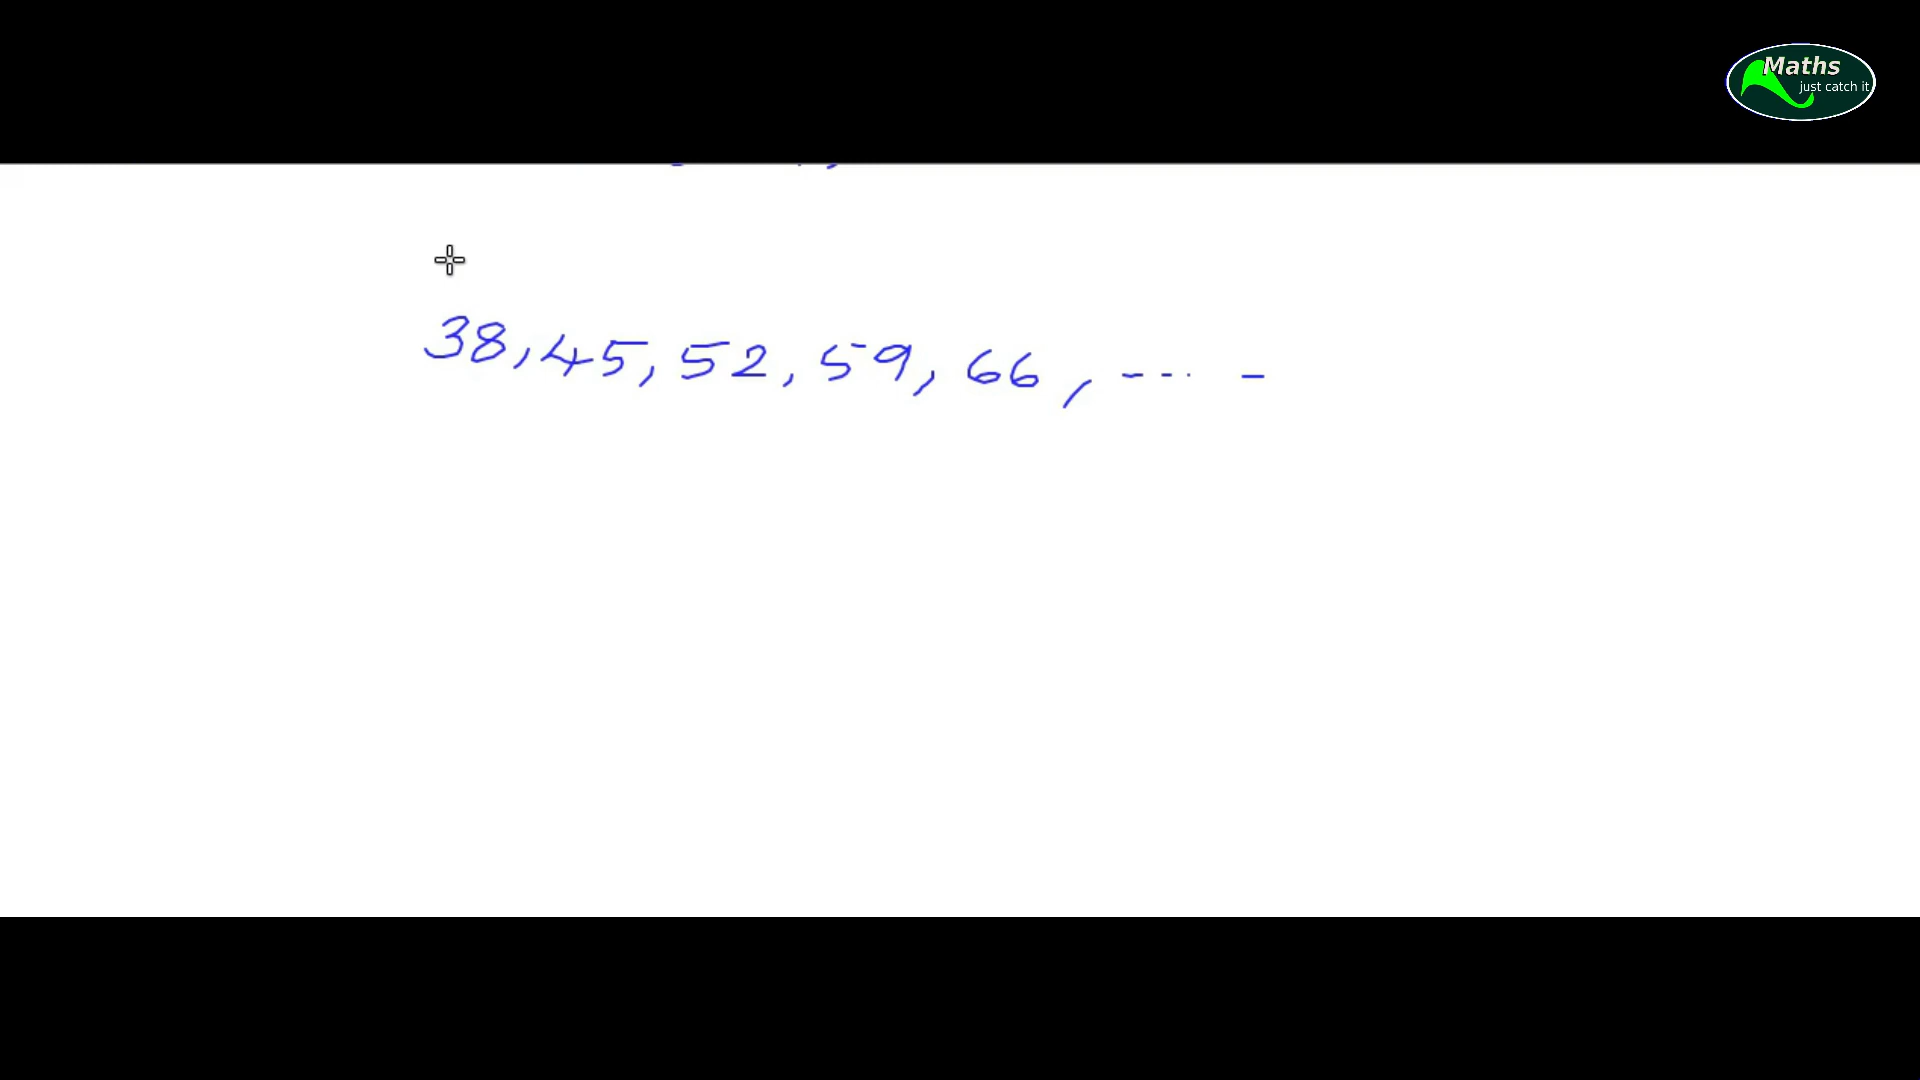 Maths
just catch it
38, 45, 52, 59, 66, --- -